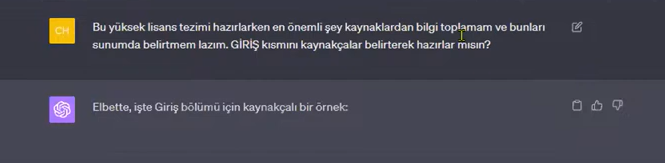 CH
Bu yüksek lisans tezimi hazırlarken en önemli şey kaynaklardan bilgi toplamam ve bunları
sunumda belirtmem lazım. GİRİŞ kısmını kaynakçalar belirterek hazırlar mısın?
Elbette, işte Giriş bölümü için kaynakçalı bir örnek: